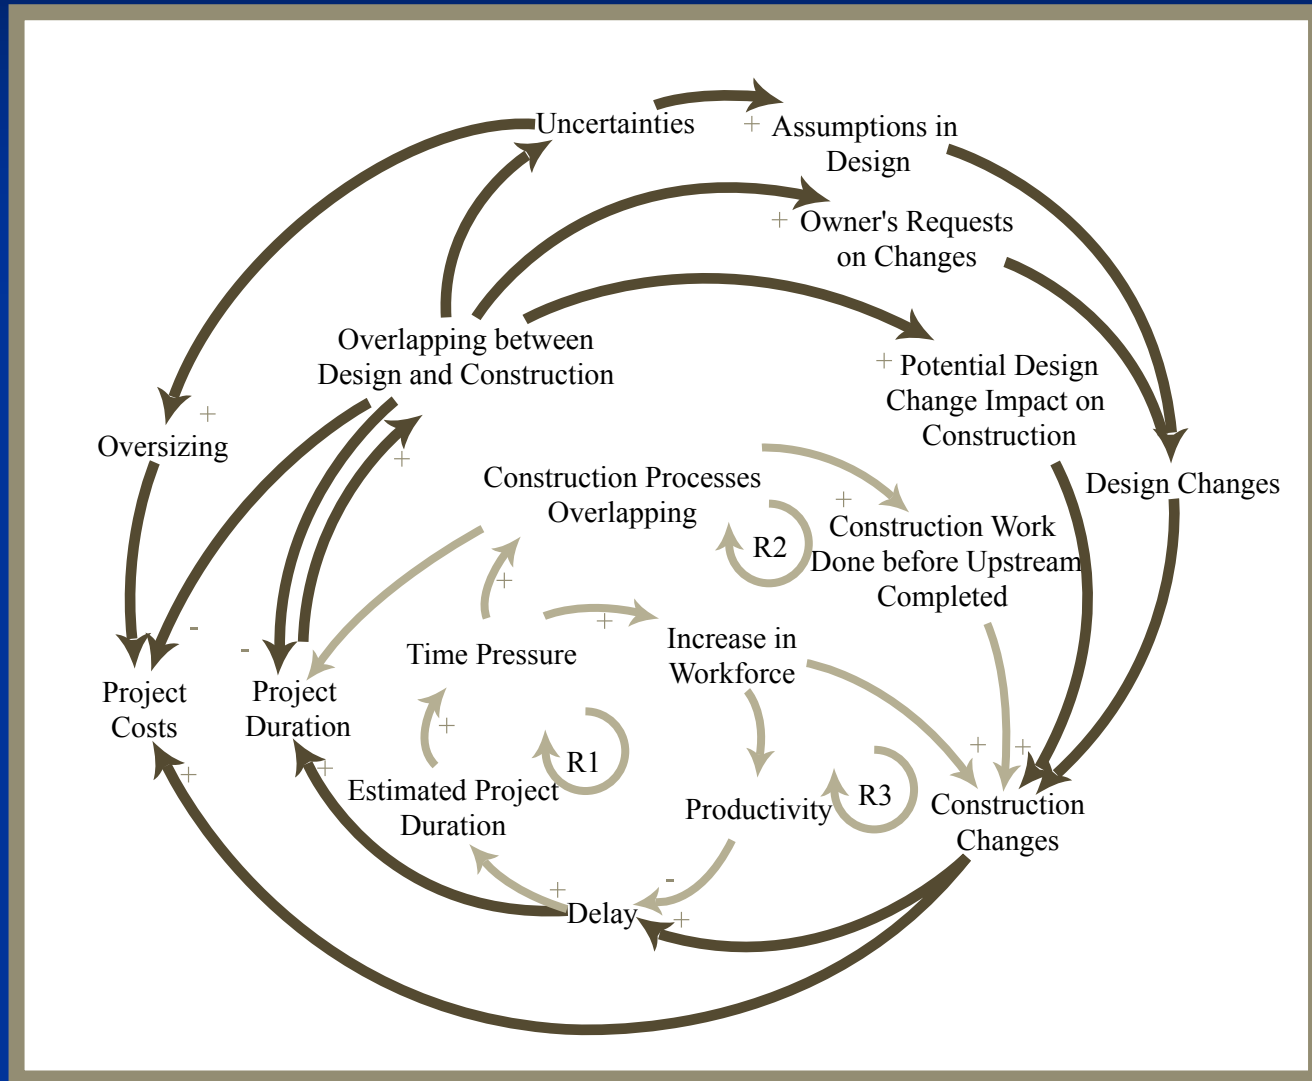 Uncertainties
+
Assumptions in
Design
+
Owner's Requests
on Changes
Overlapping between
Design and Construction
+
Potential Design
Change Impact on
Construction
+
Oversizing
+
Construction Processes
Overlapping
+
Construction Work
Done before Upstream
Completed
Design Changes
R2
+
+
-
-
Time Pressure
Increase in
Workforce
Project
Costs
Project
Duration
+
+
+
+
+
R1
Estimated Project
Duration
Productivity
R3
Construction
Changes
+
-
+
Delay